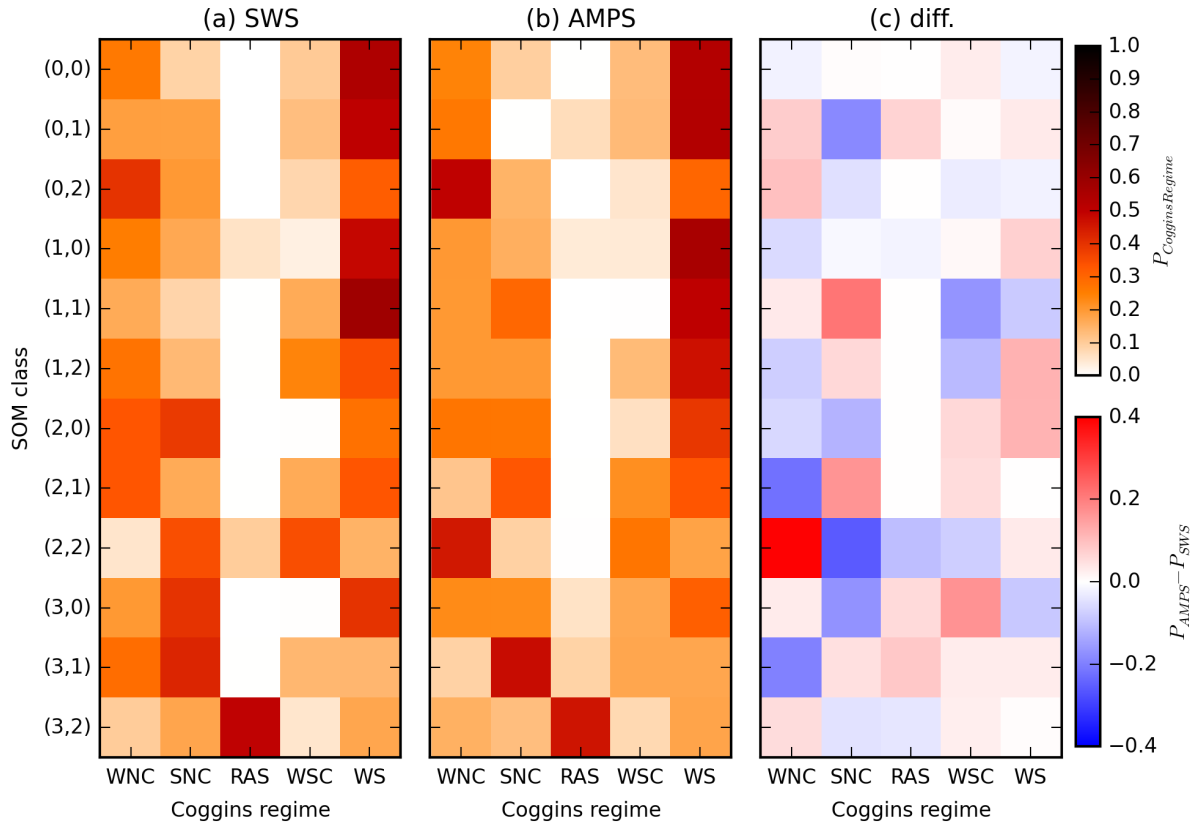 (a) SWS
(b) AMPS
(c) diff.
SOM class
(0,0)
(0,1)
(0,2)
(1,0)
(1,1)
(1,2)
(2,0)
(2,1)
(2,2)
(3,0)
(3,1)
(3,2)
WNC SNC RAS WSC WS
Coggins regime
WNC SNC RAS WSC WS
Coggins regime
WNC SNC RAS WSC WS
Coggins regime
1.0
0.9
0.8
0.7
0.6
0.5
0.4
0.3
0.2
0.1
0.0
P_CogginsRegime
0.4
0.2
0.0
−0.2
−0.4
P_AMPS−P_SWS